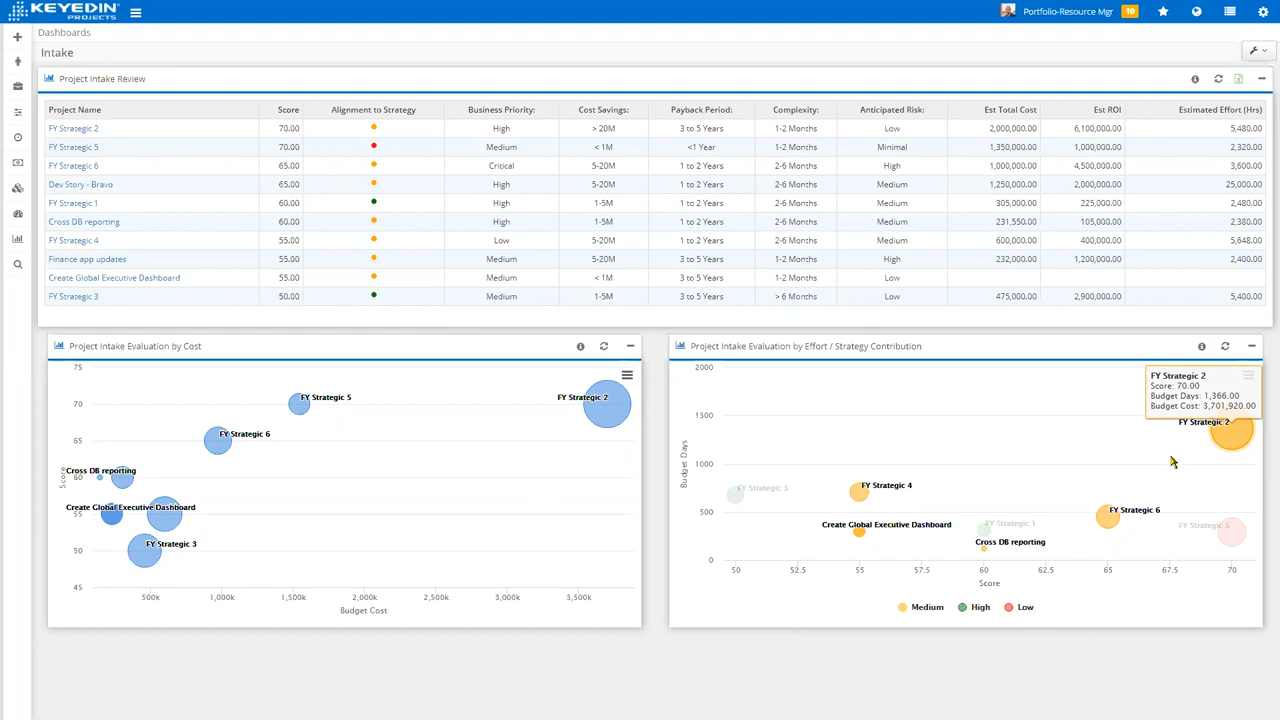 KEYEDIN
PROJECTS
Portfolio-Resource Mgr 10
Dashboards
Intake
Project Intake Review
Project Name Score Alignment to Strategy Business Priority: Cost Savings: Payback Period: Complexity: Anticipated Risk: Est Total Cost Est ROI Estimated Effort (Hrs)
FY Strategic 2 70.00 High > 20M 3 to 5 Years 1-2 Months Low 2,000,000.00 6,100,000.00 5,480.00
FY Strategic 5 70.00 Medium < 1M <1 Year 1-2 Months Minimal 1,350,000.00 1,000,000.00 2,320.00
FY Strategic 6 65.00 Critical 5-20M 1 to 2 Years 2-6 Months High 1,000,000.00 4,500,000.00 3,600.00
Dev Story - Bravo 65.00 High 5-20M 1 to 2 Years 2-6 Months Medium 1,250,000.00 2,000,000.00 25,000.00
FY Strategic 1 60.00 High 1-5M 1 to 2 Years 2-6 Months Medium 305,000.00 225,000.00 2,480.00
Cross DB reporting 60.00 High 1-5M 1 to 2 Years 2-6 Months Medium 231,550.00 105,000.00 2,380.00
FY Strategic 4 55.00 Low 5-20M 1 to 2 Years 2-6 Months Medium 600,000.00 400,000.00 5,648.00
Finance app updates 55.00 Medium 5-20M 3 to 5 Years 1-2 Months High 232,000.00 1,200,000.00 2,400.00
Create Global Executive Dashboard 55.00 Medium < 1M 3 to 5 Years 1-2 Months Low
FY Strategic 3 50.00 Medium 1-5M 3 to 5 Years > 6 Months Low 475,000.00 2,900,000.00 5,400.00
Project Intake Evaluation by Cost
75
FY Strategic 5 FY Strategic 2
70
FY Strategic 6
65
Cross DB reporting
60
Create Global Executive Dashboard
55
FY Strategic 3
50
45
Score
500k 1,000k 1,500k 2,000k 2,500k 3,000k 3,500k
Budget Cost
Project Intake Evaluation by Effort / Strategy Contribution
2000
FY Strategic 2
Score: 70.00
Budget Days: 1,366.00
Budget Cost: 3,701,920.00
1500
FY Strategic 2
1000
FY Strategic 3 FY Strategic 4
500
FY Strategic 6
Create Global Executive Dashboard FY Strategic 1 FY Strategic 5
Cross DB reporting
0
Budget Days
50 52.5 55 57.5 60 62.5 65 67.5 70
Score
Medium High Low